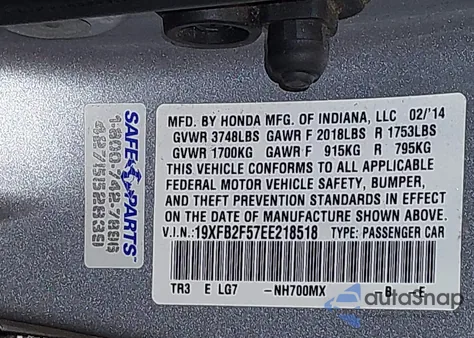 MFD. BY HONDA MFG. OF INDIANA, LLC 02/'14
GVWR 3748LBS GAWR F 2018LBS R 1753LBS
GVWR 1700KG GAWR F 915KG R 795KG
THIS VEHICLE CONFORMS TO ALL APPLICABLE
FEDERAL MOTOR VEHICLE SAFETY, BUMPER,
AND THEFT PREVENTION STANDARDS IN EFFECT
ON THE DATE OF MANUFACTURE SHOWN ABOVE.
V.I.N.:19XFB2F57EE218518 TYPE: PASSENGER CAR
TR3 E LG7 -NH700MX -B- -E
SAFE PARTS
autosnap